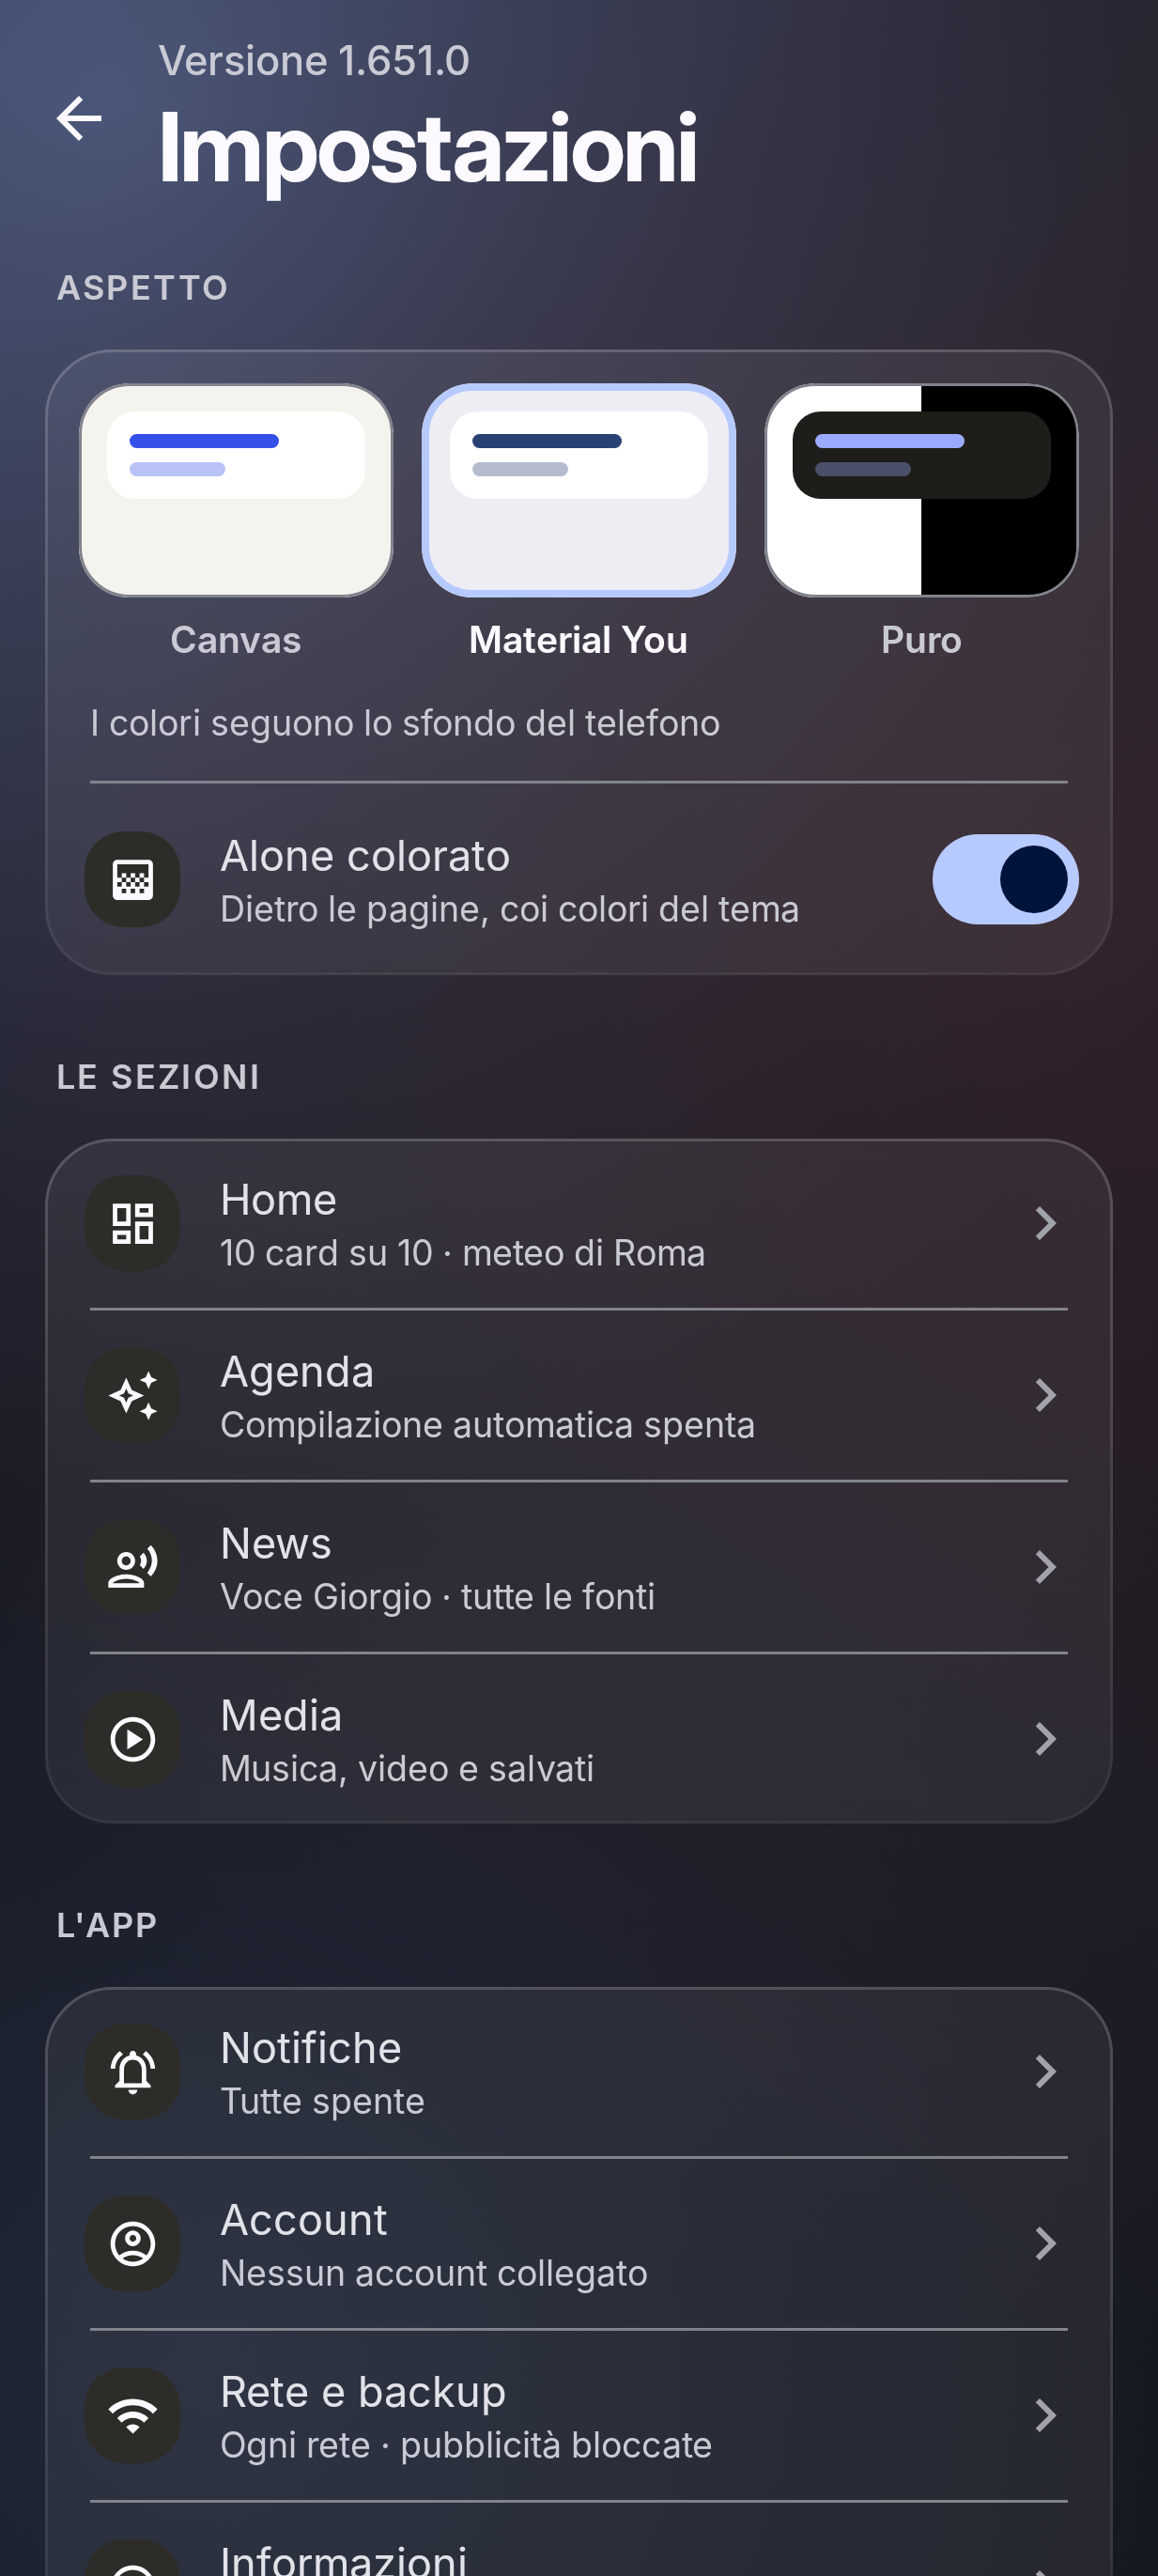 Versione 1.651.0
Impostazioni
ASPETTO
Canvas
Material You
Puro
I colori seguono lo sfondo del telefono
Alone colorato
Dietro le pagine, coi colori del tema
LE SEZIONI
Home
10 card su 10 · meteo di Roma
Agenda
Compilazione automatica spenta
News
Voce Giorgio · tutte le fonti
Media
Musica, video e salvati
L'APP
Notifiche
Tutte spente
Account
Nessun account collegato
Rete e backup
Ogni rete · pubblicità bloccate
Informazioni